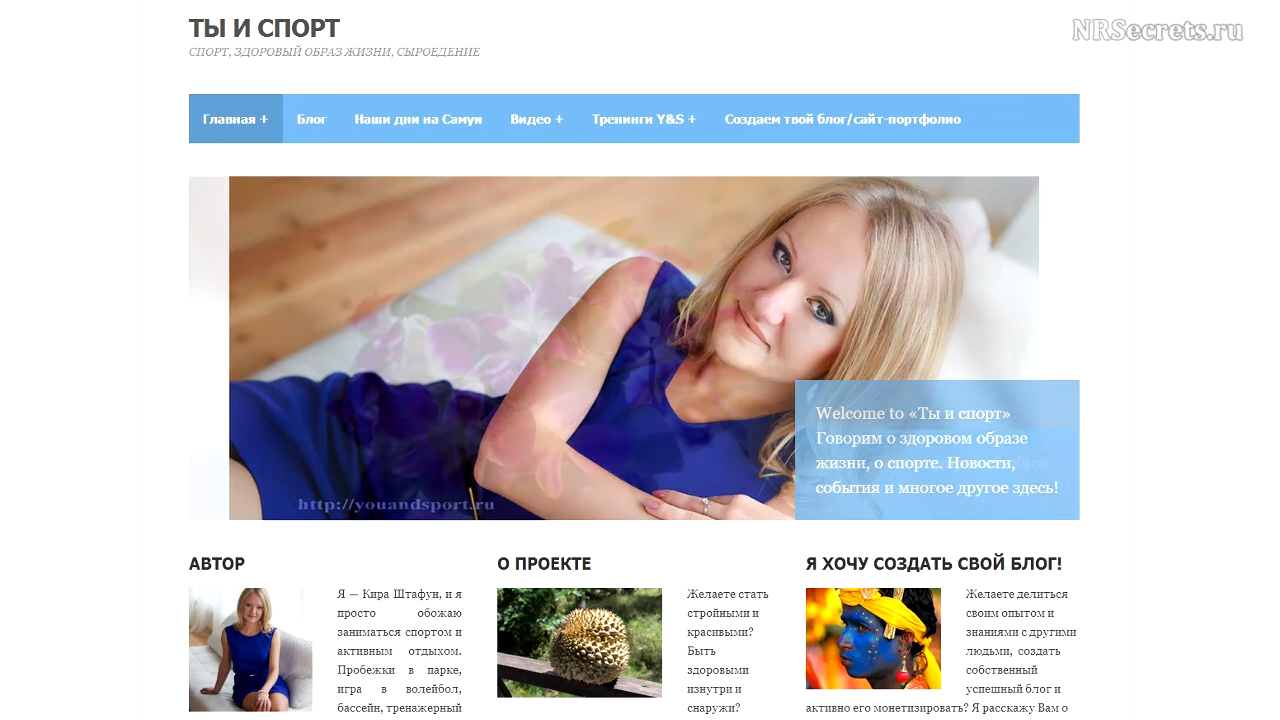 NRSecrets.ru
ТЫ И СПОРТ
СПОРТ, ЗДОРОВЫЙ ОБРАЗ ЖИЗНИ, СЫРОЕДЕНИЕ
Главная + Блог Наши дни на Самуи Видео + Тренинги Y&S + Создаем твой блог/сайт-портфолио
Welcome to «Ты и спорт»
Говорим о здоровом образе
жизни, о спорте. Новости,
события и многое другое здесь!
http://youandsport.ru
АВТОР
Я — Кира Штафун, и я
просто обожаю
заниматься спортом и
активным отдыхом.
Пробежки в парке,
игра в волейбол,
бассейн, тренажерный
О ПРОЕКТЕ
Желаете стать
стройными и
красивыми?
Быть
здоровыми
изнутри и
снаружи?
Я ХОЧУ СОЗДАТЬ СВОЙ БЛОГ!
Желаете делиться
своим опытом и
знаниями с другими
людьми, создать
собственный
успешный блог и
активно его монетизировать? Я расскажу Вам о